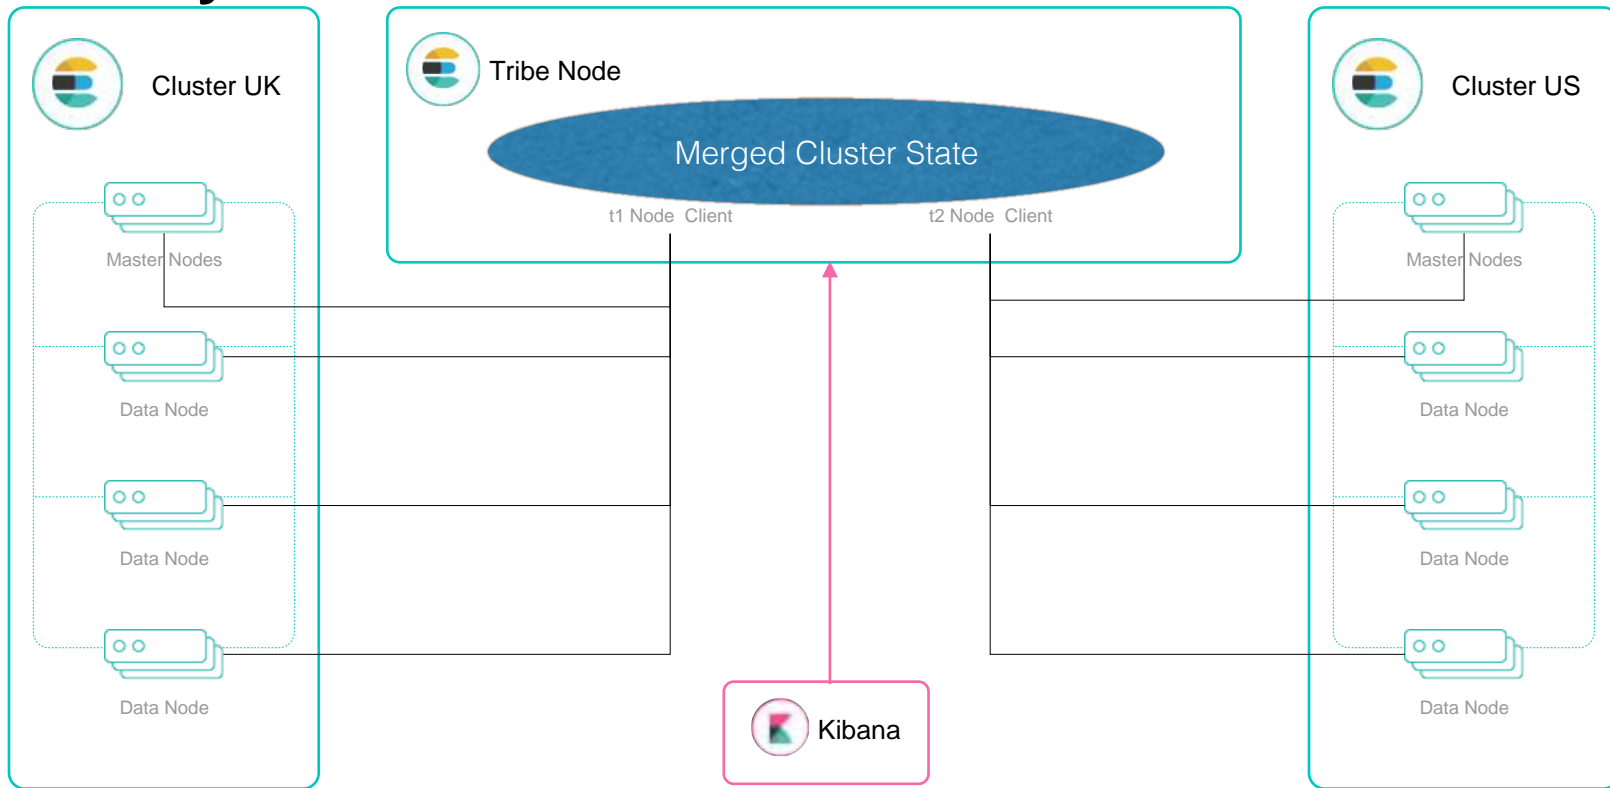 Cluster UK
Master Nodes
Data Node
Data Node
Data Node
Tribe Node
Merged Cluster State
t1 Node Client
t2 Node Client
Kibana
Cluster US
Master Nodes
Data Node
Data Node
Data Node